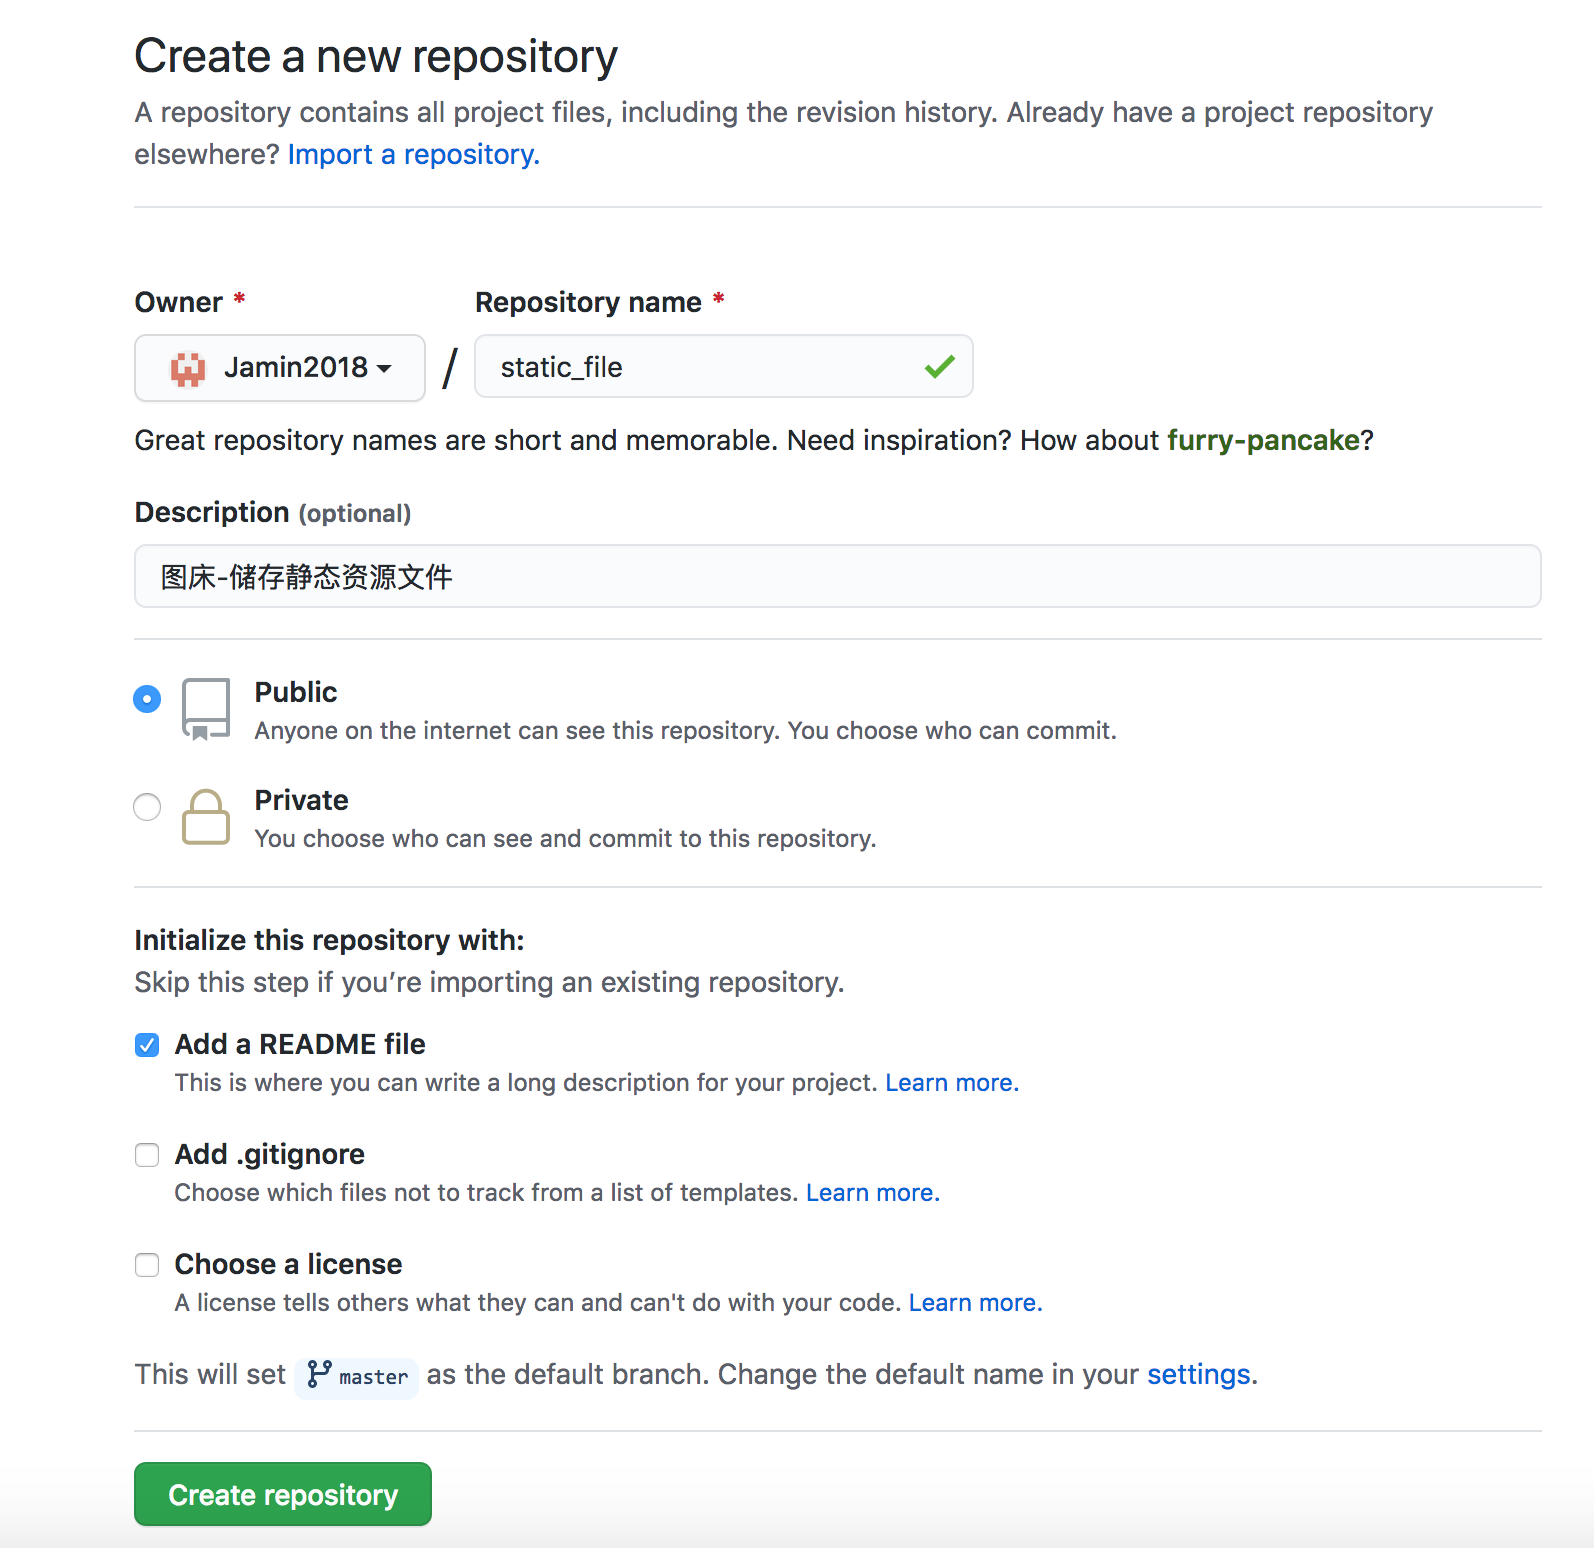 Create a new repository
A repository contains all project files, including the revision history. Already have a project repository
elsewhere? Import a repository.
Owner * Repository name *
Jamin2018 / static_file
Great repository names are short and memorable. Need inspiration? How about furry-pancake?
Description (optional)
图床-储存静态资源文件
Public
Anyone on the internet can see this repository. You choose who can commit.
Private
You choose who can see and commit to this repository.
Initialize this repository with:
Skip this step if you’re importing an existing repository.
Add a README file
This is where you can write a long description for your project. Learn more.
Add .gitignore
Choose which files not to track from a list of templates. Learn more.
Choose a license
A license tells others what they can and can't do with your code. Learn more.
This will set master as the default branch. Change the default name in your settings.
Create repository